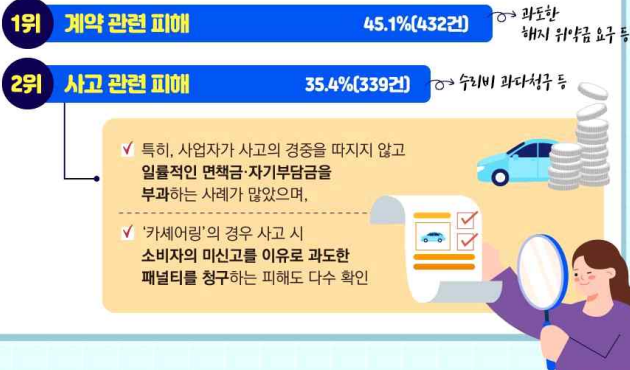 1위 계약 관련 피해 45.1%(432건) 과도한
해지 위약금 요구 등
2위 사고 관련 피해 35.4%(339건) 수리비 과다청구 등
특히, 사업자가 사고의 경중을 따지지 않고
일률적인 면책금·자기부담금을
부과하는 사례가 많았으며,
'카셰어링'의 경우 사고 시
소비자의 미신고를 이유로 과도한
패널티를 청구하는 피해도 다수 확인